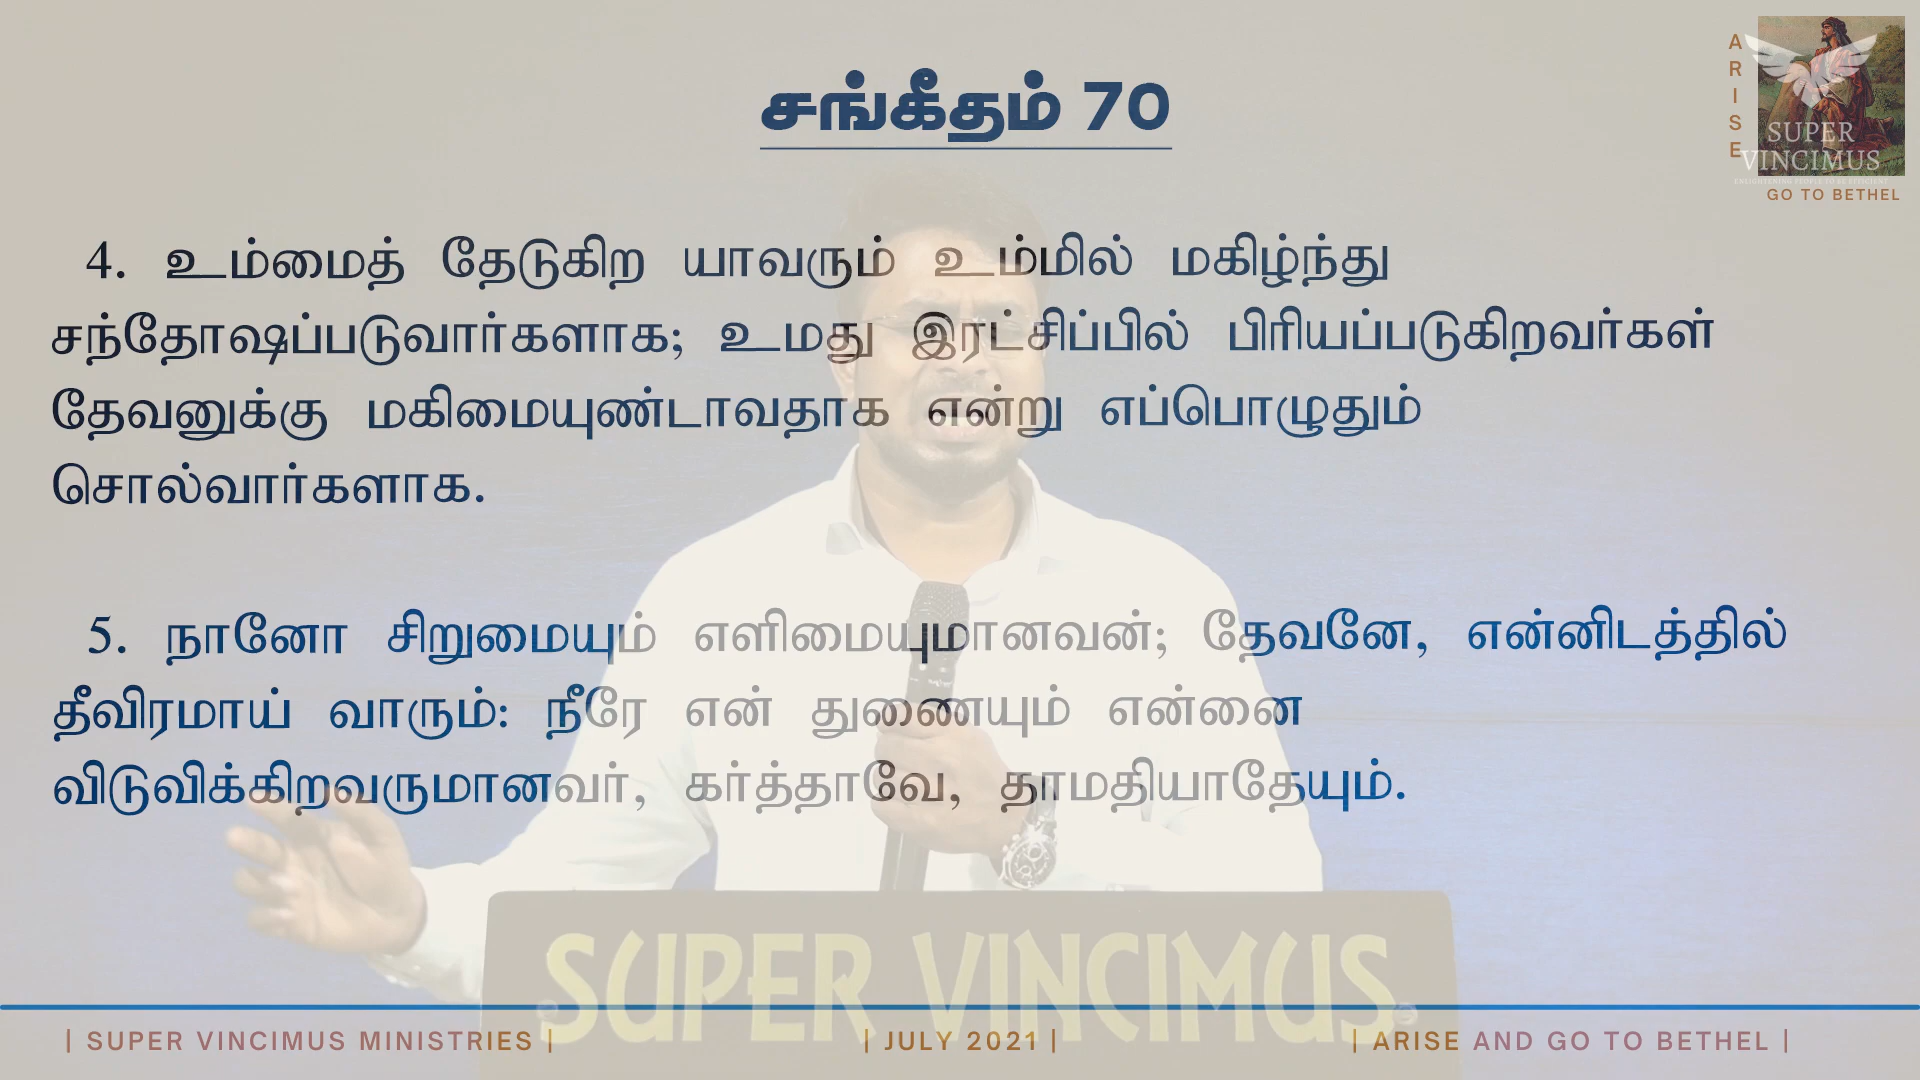 சங்கீதம் 70
A
R
I
S
E
SUPER
VINCIMUS
GO TO BETHEL
4. உம்மைத் தேடுகிற யாவரும் உம்மில் மகிழ்ந்து
சந்தோஷப்படுவார்களாக; உமது இரட்சிப்பில் பிரியப்படுகிறவர்கள்
தேவனுக்கு மகிமையுண்டாவதாக என்று எப்பொழுதும்
சொல்வார்களாக.
5. நானோ சிறுமையும் எளிமையுமானவன்; தேவனே, என்னிடத்தில்
தீவிரமாய் வாரும்: நீரே என் துணையும் என்னை
விடுவிக்கிறவருமானவர், கர்த்தாவே, தாமதியாதேயும்.
SUPER VINCIMUS
| SUPER VINCIMUS MINISTRIES | | JULY 2021 | | ARISE AND GO TO BETHEL |